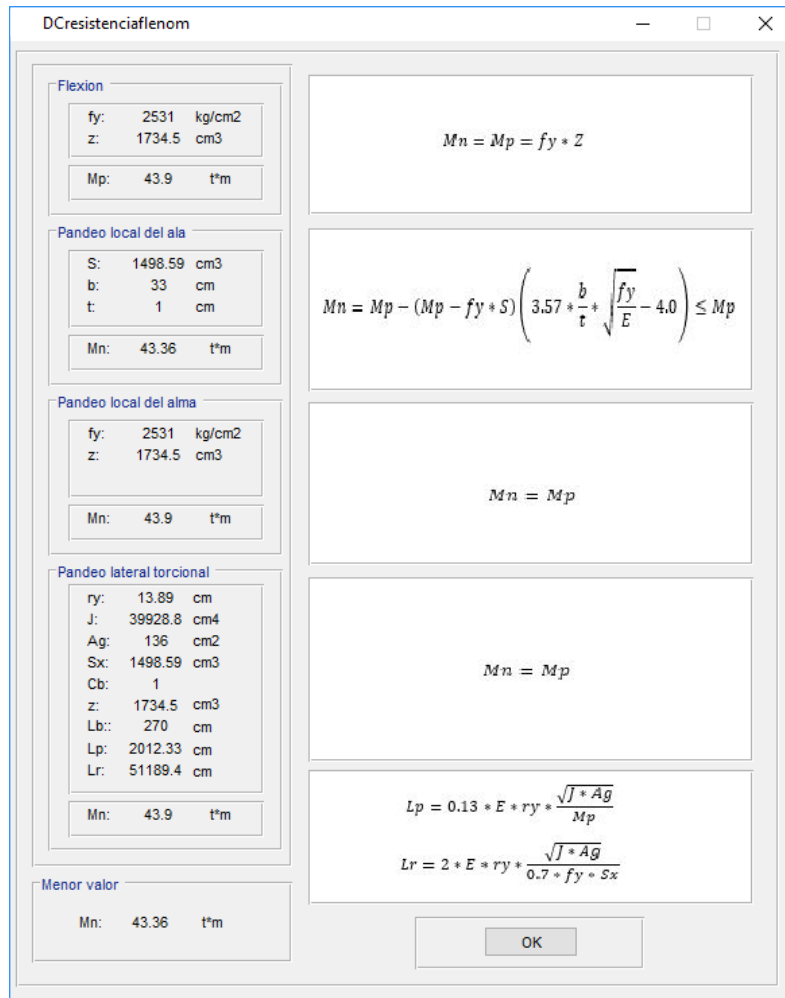 DCresistenciaflenom
Flexion
fy: 2531 kg/cm2
z: 1734.5 cm3
Mp: 43.9 t*m
Mn = Mp = fy * Z
Pandeo local del ala
S: 1498.59 cm3
b: 33 cm
t: 1 cm
Mn: 43.36 t*m
Mn = Mp − (Mp − fy * S) (3.57 * b/t * √(fy/E) − 4.0) ≤ Mp
Pandeo local del alma
fy: 2531 kg/cm2
z: 1734.5 cm3
Mn: 43.9 t*m
Mn = Mp
Pandeo lateral torcional
ry: 13.89 cm
J: 39928.8 cm4
Ag: 136 cm2
Sx: 1498.59 cm3
Cb: 1
z: 1734.5 cm3
Lb:: 270 cm
Lp: 2012.33 cm
Lr: 51189.4 cm
Mn: 43.9 t*m
Mn = Mp
Lp = 0.13 * E * ry * √(J * Ag) / Mp
Lr = 2 * E * ry * √(J * Ag) / (0.7 * fy * Sx)
Menor valor
Mn: 43.36 t*m
OK